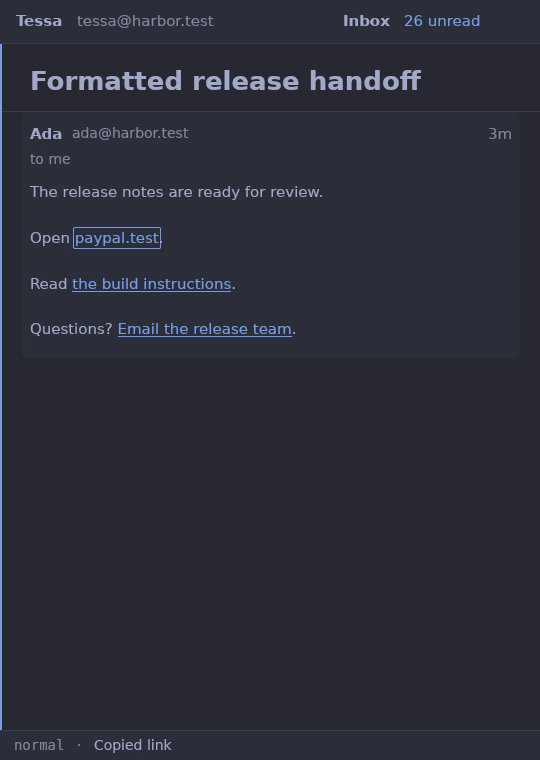 Tessa tessa@harbor.test Inbox 26 unread
Formatted release handoff
Ada ada@harbor.test 3m
to me
The release notes are ready for review.
Open paypal.test.
Read the build instructions.
Questions? Email the release team.
normal · Copied link